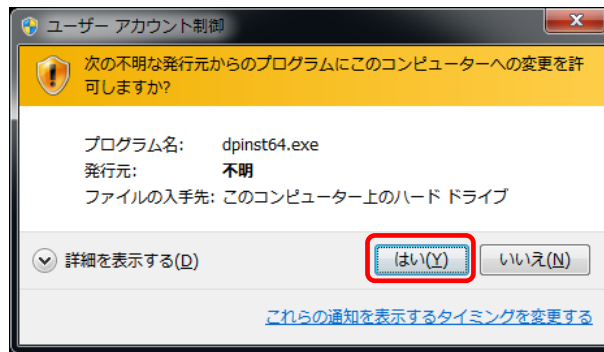 ユーザー アカウント制御
次の不明な発行元からのプログラムにこのコンピューターへの変更を許
可しますか?
プログラム名: dpinst64.exe
発行元: 不明
ファイルの入手先: このコンピューター上のハード ドライブ
詳細を表示する(D) はい(Y) いいえ(N)
これらの通知を表示するタイミングを変更する